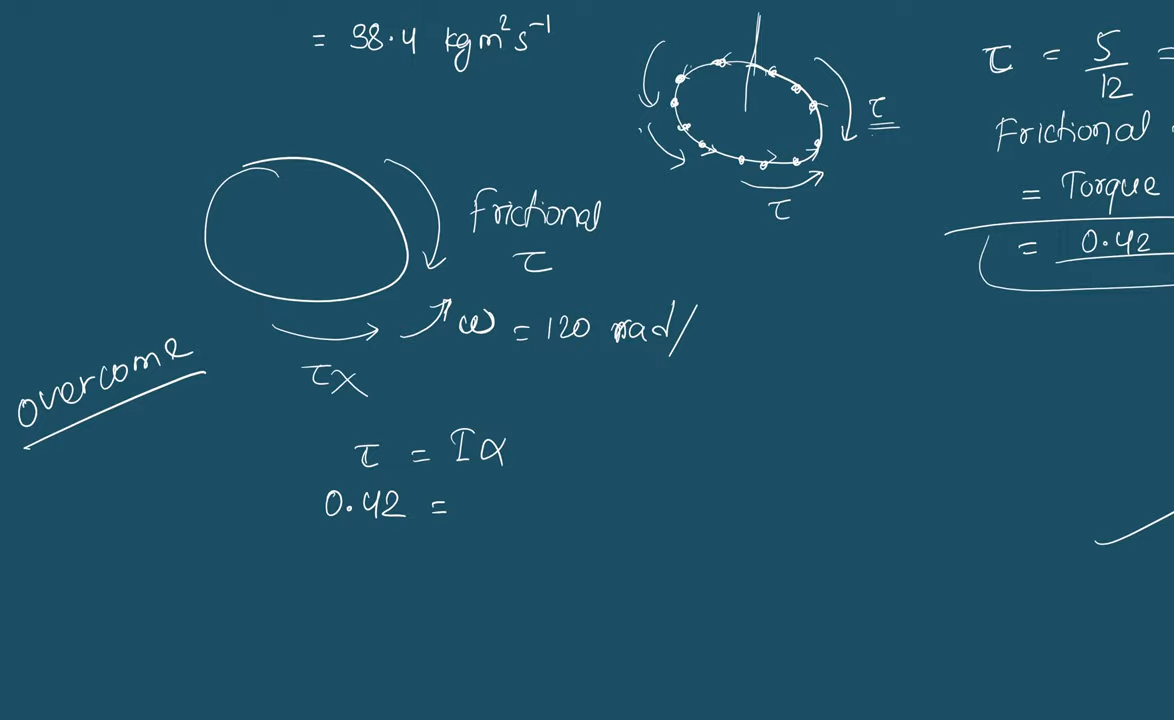 = 38.4 kgm²s⁻¹
τ = 5/12 =
Frictional =
= Torque
= 0.42
τ
τ
Frictional
τ
ω = 120 rad/
τx
overcome
τ = Iα
0.42 =